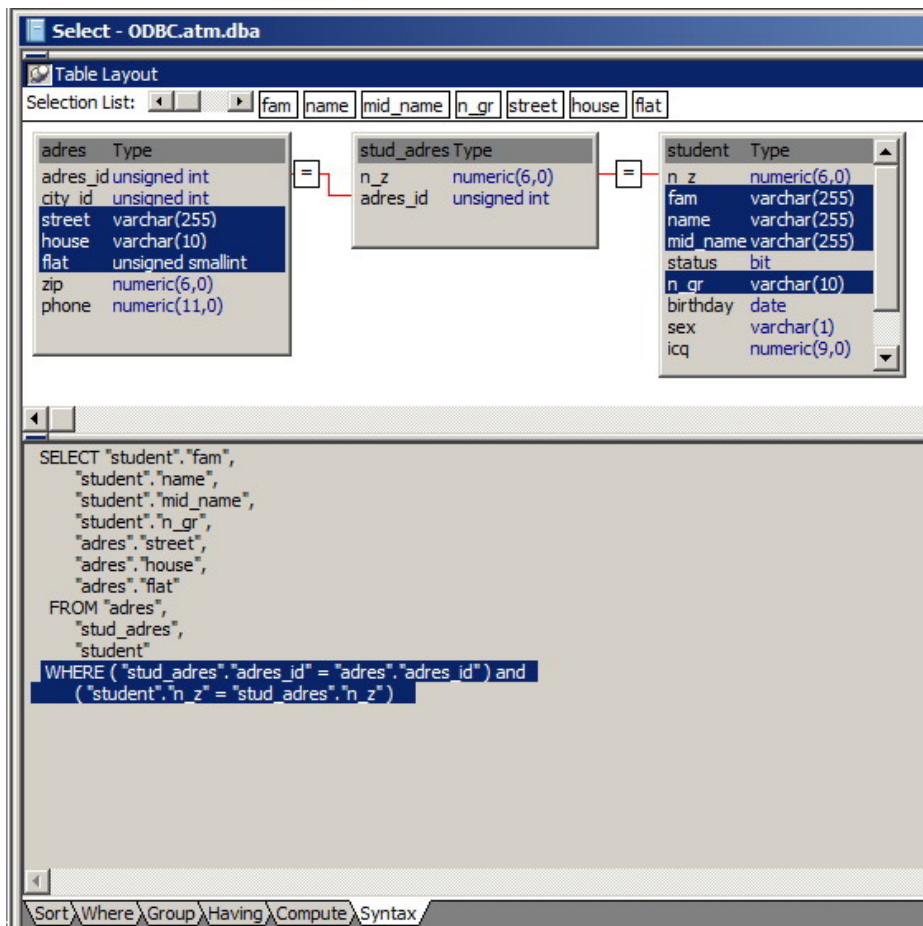 Select - ODBC.atm.dba
Table Layout
Selection List: fam name mid_name n_gr street house flat
adres Type
adres_id unsigned int
city_id unsigned int
street varchar(255)
house varchar(10)
flat unsigned smallint
zip numeric(6,0)
phone numeric(11,0)
=
stud_adres Type
n_z numeric(6,0)
adres_id unsigned int
=
student Type
n_z numeric(6,0)
fam varchar(255)
name varchar(255)
mid_name varchar(255)
status bit
n_gr varchar(10)
birthday date
sex varchar(1)
icq numeric(9,0)
SELECT "student"."fam",
"student"."name",
"student"."mid_name",
"student"."n_gr",
"adres"."street",
"adres"."house",
"adres"."flat"
FROM "adres",
"stud_adres",
"student"
WHERE ( "stud_adres"."adres_id" = "adres"."adres_id" ) and
( "student"."n_z" = "stud_adres"."n_z" )
Sort Where Group Having Compute Syntax